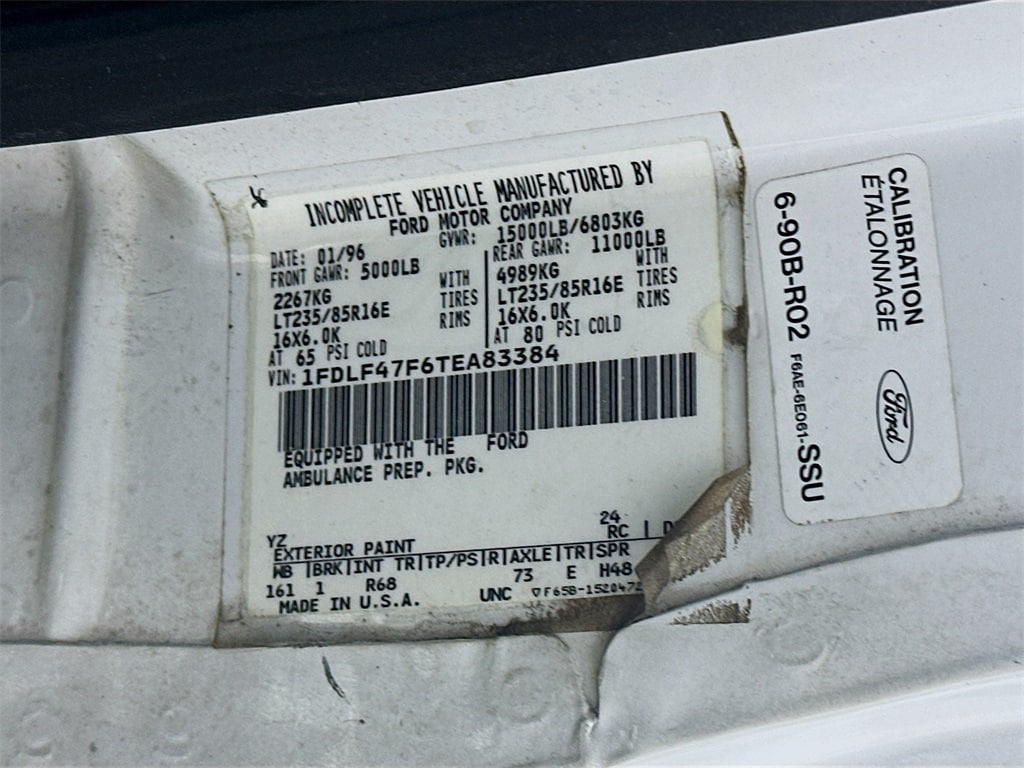 INCOMPLETE VEHICLE MANUFACTURED BY
FORD MOTOR COMPANY
DATE: 01/96 GVWR: 15000LB/6803KG
FRONT GAWR: 5000LB REAR GAWR: 11000LB
2267KG WITH 4989KG WITH
LT235/85R16E TIRES LT235/85R16E TIRES
16X6.0K RIMS 16X6.0K RIMS
AT 65 PSI COLD AT 80 PSI COLD
VIN: 1FDLF47F6TEA83384
EQUIPPED WITH THE FORD
AMBULANCE PREP. PKG.
YZ 24
EXTERIOR PAINT RC
WB |BRK|INT TR|TP/PS|R|AXLE|TR|SPR
161 1 R68 73 E H48
MADE IN U.S.A. UNC
CALIBRATION
ÉTALONNAGE
Ford
6-90B-R02 F6AE-6E061-SSU